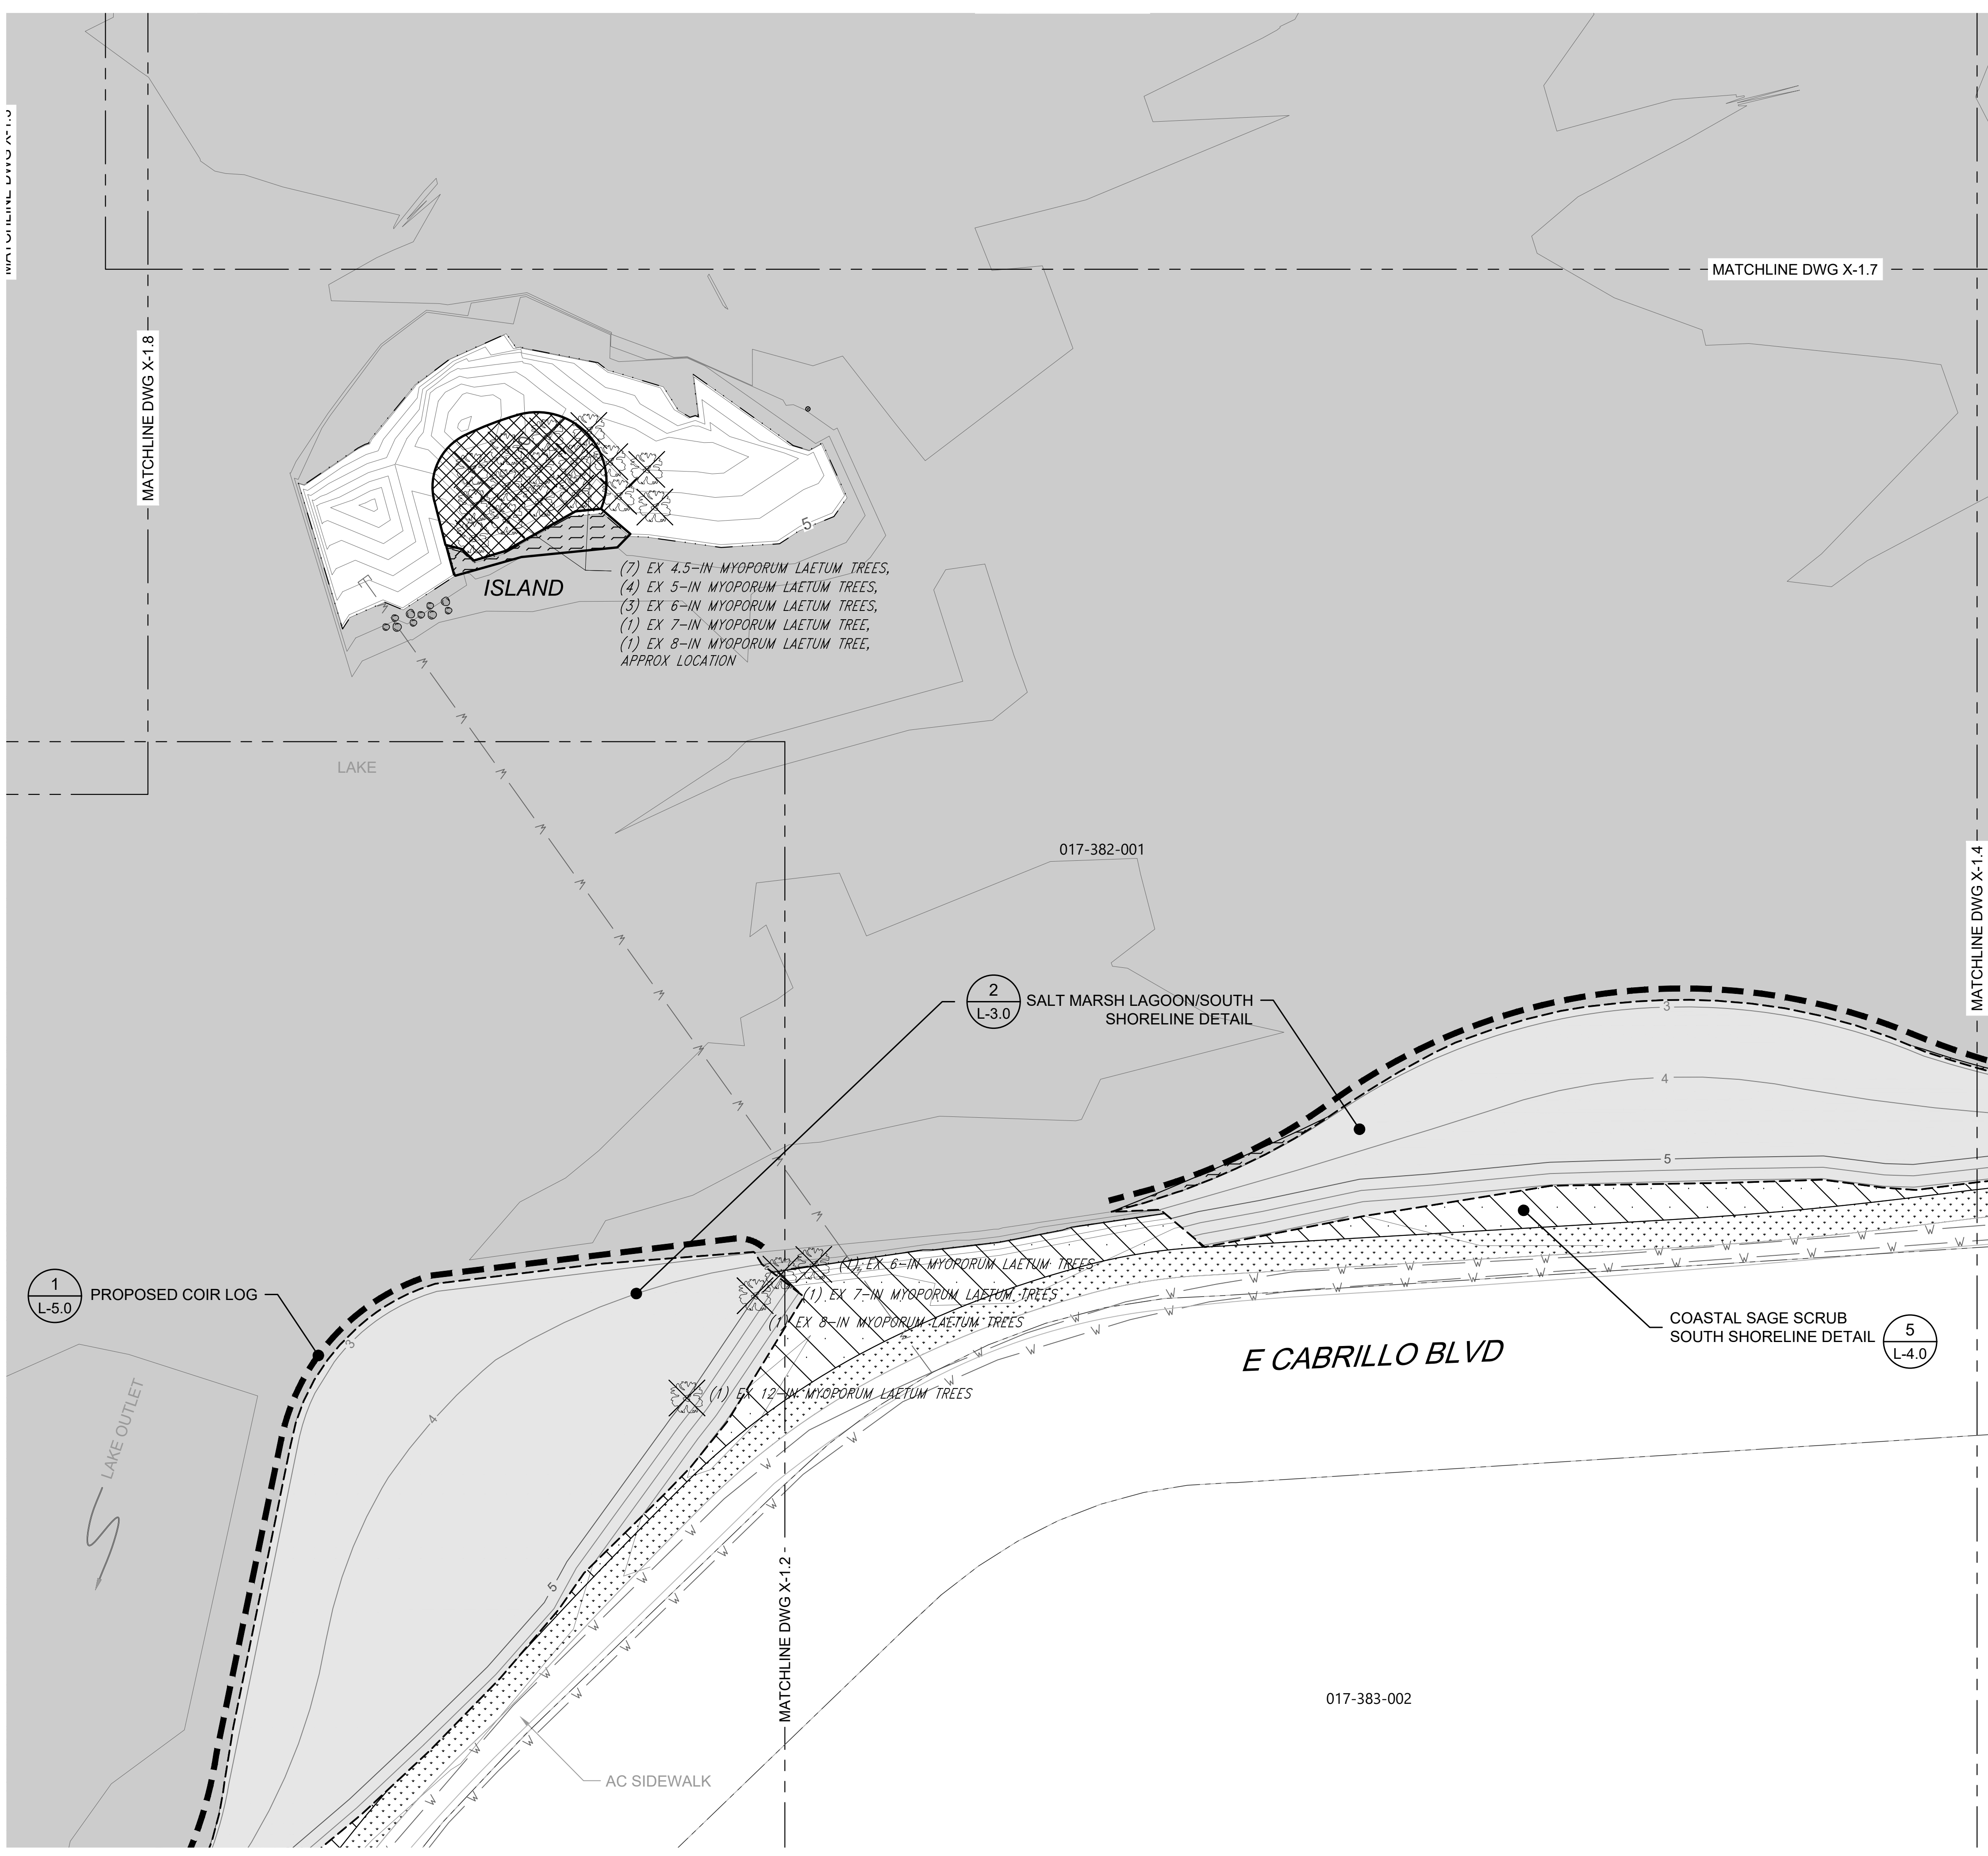 MATCHLINE DWG X-1.7
MATCHLINE DWG X-1.8
5
ISLAND
(7) EX 4.5-IN MYOPORUM LAETUM TREES,
(4) EX 5-IN MYOPORUM LAETUM TREES,
(3) EX 6-IN MYOPORUM LAETUM TREES,
(1) EX 7-IN MYOPORUM LAETUM TREE,
(1) EX 8-IN MYOPORUM LAETUM TREE,
APPROX LOCATION
LAKE
017-382-001
MATCHLINE DWG X-1.4
2
L-3.0
SALT MARSH LAGOON/SOUTH
SHORELINE DETAIL
3
4
5
1
L-5.0
PROPOSED COIR LOG
(1) EX 6-IN MYOPORUM LAETUM TREES
(1) EX 7-IN MYOPORUM LAETUM TREES
(1) EX 8-IN MYOPORUM LAETUM TREES
(1) EX 12-IN MYOPORUM LAETUM TREES
COASTAL SAGE SCRUB
SOUTH SHORELINE DETAIL
5
L-4.0
E CABRILLO BLVD
3
4
5
LAKE OUTLET
MATCHLINE DWG X-1.2
017-383-002
AC SIDEWALK